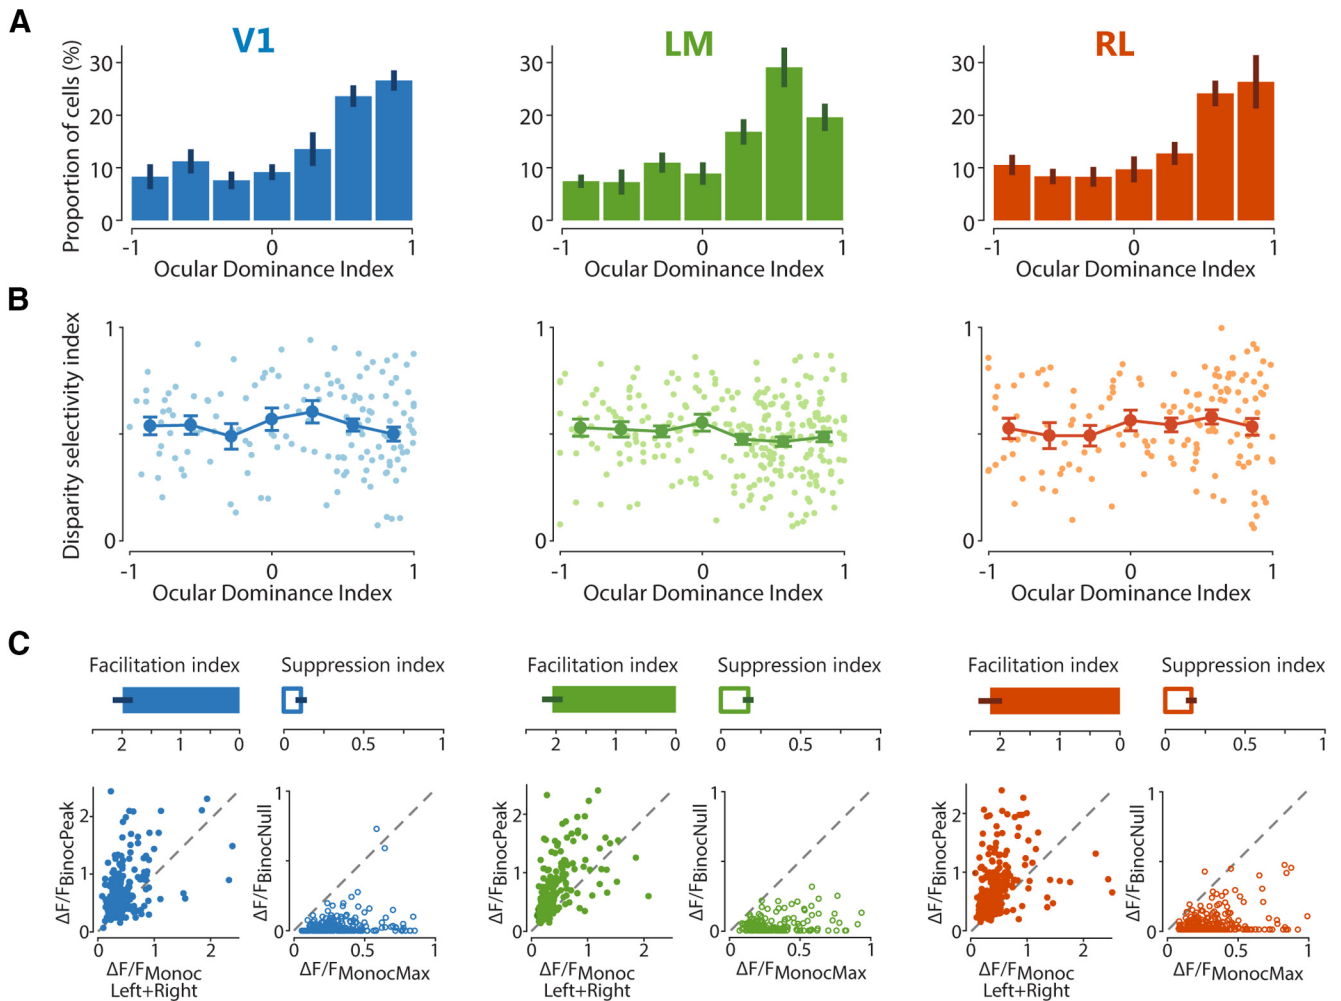 A
V1
LM
RL
Proportion of cells (%)
30
20
10
0
-1
0
1
Ocular Dominance Index
30
20
10
0
-1
0
1
Ocular Dominance Index
30
20
10
0
-1
0
1
Ocular Dominance Index
B
Disparity selectivity index
1
0
-1
0
1
Ocular Dominance Index
1
0
-1
0
1
Ocular Dominance Index
1
0
-1
0
1
Ocular Dominance Index
C
Facilitation index
2
1
0
Suppression index
0
0.5
1
Facilitation index
2
1
0
Suppression index
0
0.5
1
Facilitation index
2
1
0
Suppression index
0
0.5
1
ΔF/FBinocPeak
2
1
0
0
1
2
ΔF/FMonoc
Left+Right
ΔF/FBinocNull
1
0
0
0.5
1
ΔF/FMonocMax
ΔF/FBinocPeak
2
1
0
0
1
2
ΔF/FMonoc
Left+Right
ΔF/FBinocNull
1
0
0
0.5
1
ΔF/FMonocMax
ΔF/FBinocPeak
2
1
0
0
1
2
ΔF/FMonoc
Left+Right
ΔF/FBinocNull
1
0
0
0.5
1
ΔF/FMonocMax